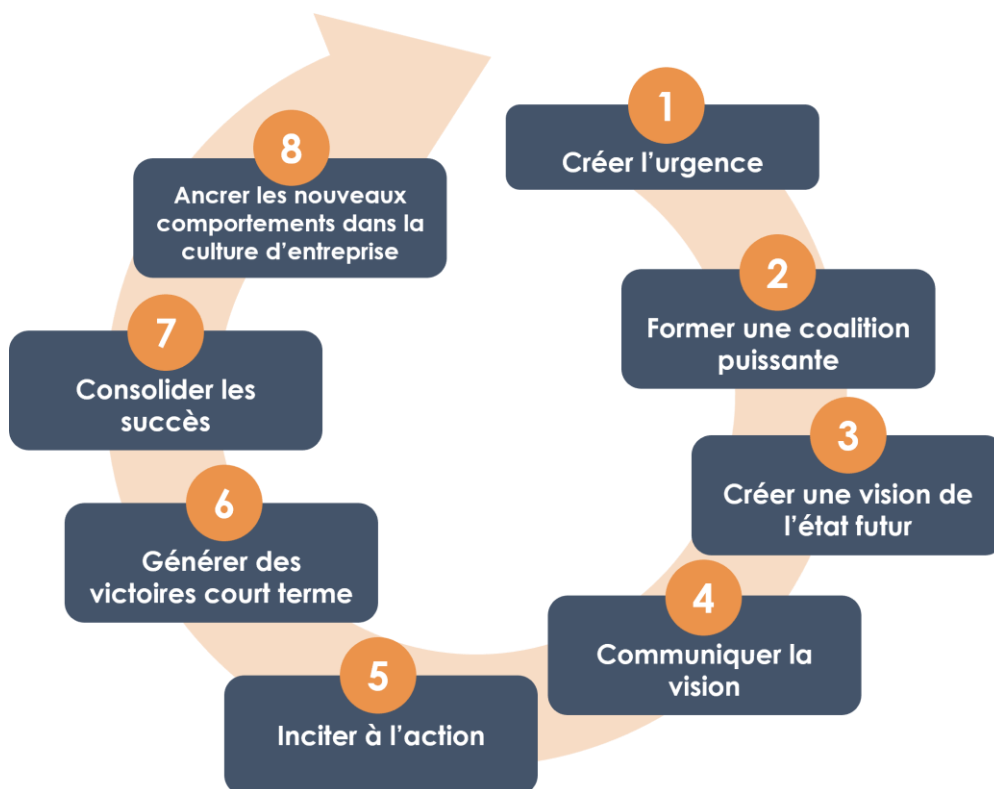 1
Créer l’urgence
2
Former une coalition
puissante
3
Créer une vision de
l’état futur
4
Communiquer la
vision
5
Inciter à l’action
6
Générer des
victoires court terme
7
Consolider les
succès
8
Ancrer les nouveaux
comportements dans la
culture d’entreprise